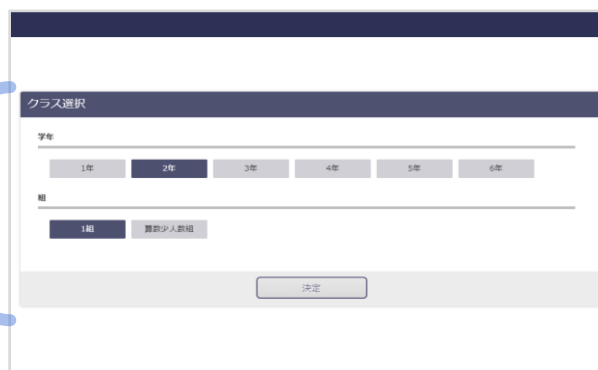 クラス選択
学年
1年 2年 3年 4年 5年 6年
組
1組 算数少人数組
決定